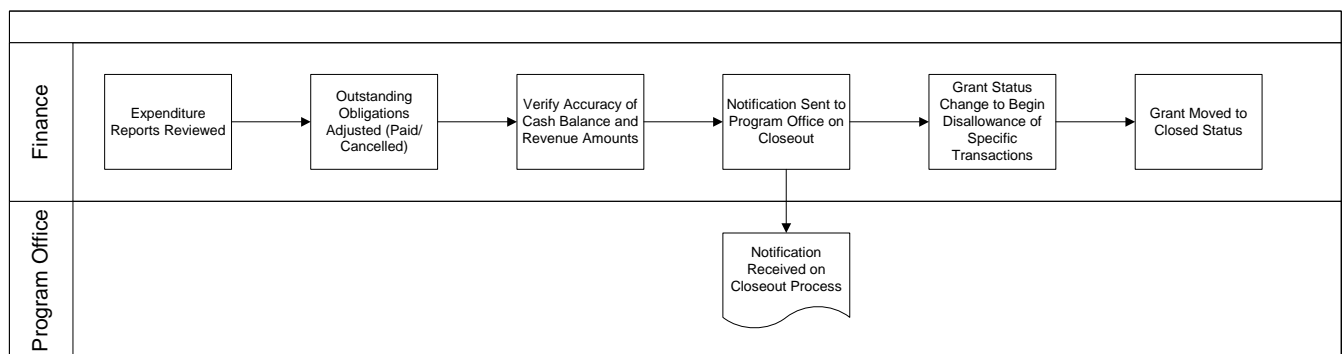 Finance
Expenditure
Reports Reviewed
Outstanding
Obligations
Adjusted (Paid/
Cancelled)
Verify Accuracy of
Cash Balance and
Revenue Amounts
Notification Sent to
Program Office on
Closeout
Grant Status
Change to Begin
Disallowance of
Specific
Transactions
Grant Moved to
Closed Status
Program Office
Notification
Received on
Closeout Process